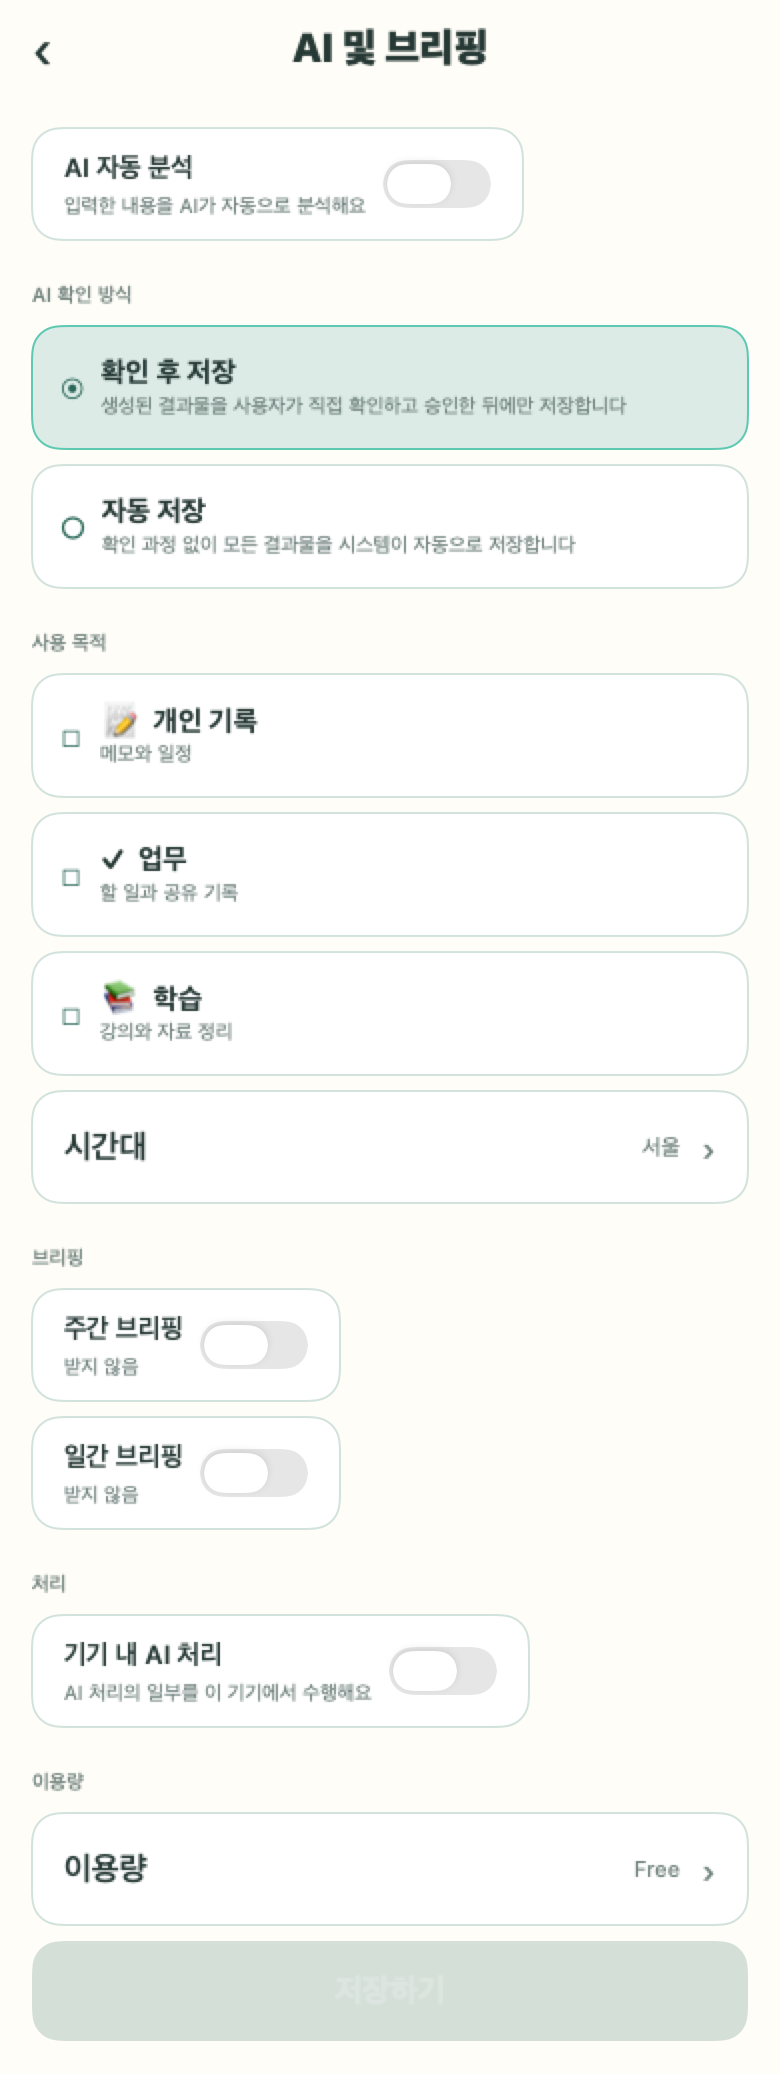 AI 및 브리핑
AI 자동 분석
입력한 내용을 AI가 자동으로 분석해요
AI 확인 방식
확인 후 저장
생성된 결과물을 사용자가 직접 확인하고 승인한 뒤에만 저장합니다
자동 저장
확인 과정 없이 모든 결과물을 시스템이 자동으로 저장합니다
사용 목적
개인 기록
메모와 일정
업무
할 일과 공유 기록
학습
강의와 자료 정리
시간대 서울
브리핑
주간 브리핑
받지 않음
일간 브리핑
받지 않음
처리
기기 내 AI 처리
AI 처리의 일부를 이 기기에서 수행해요
이용량
이용량 Free
저장하기